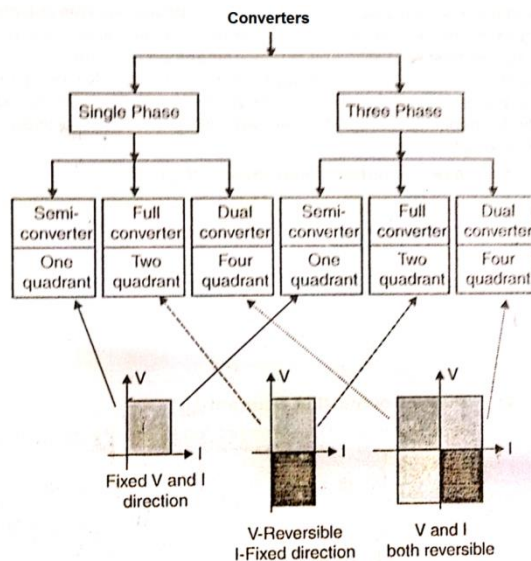 Converters
Single Phase
Three Phase
Semi-
converter
One
quadrant
Full
converter
Two
quadrant
Dual
converter
Four
quadrant
Semi-
converter
One
quadrant
Full
converter
Two
quadrant
Dual
converter
Four
quadrant
V
I
Fixed V and I
direction
V
I
V-Reversible
I-Fixed direction
V
I
V and I
both reversible